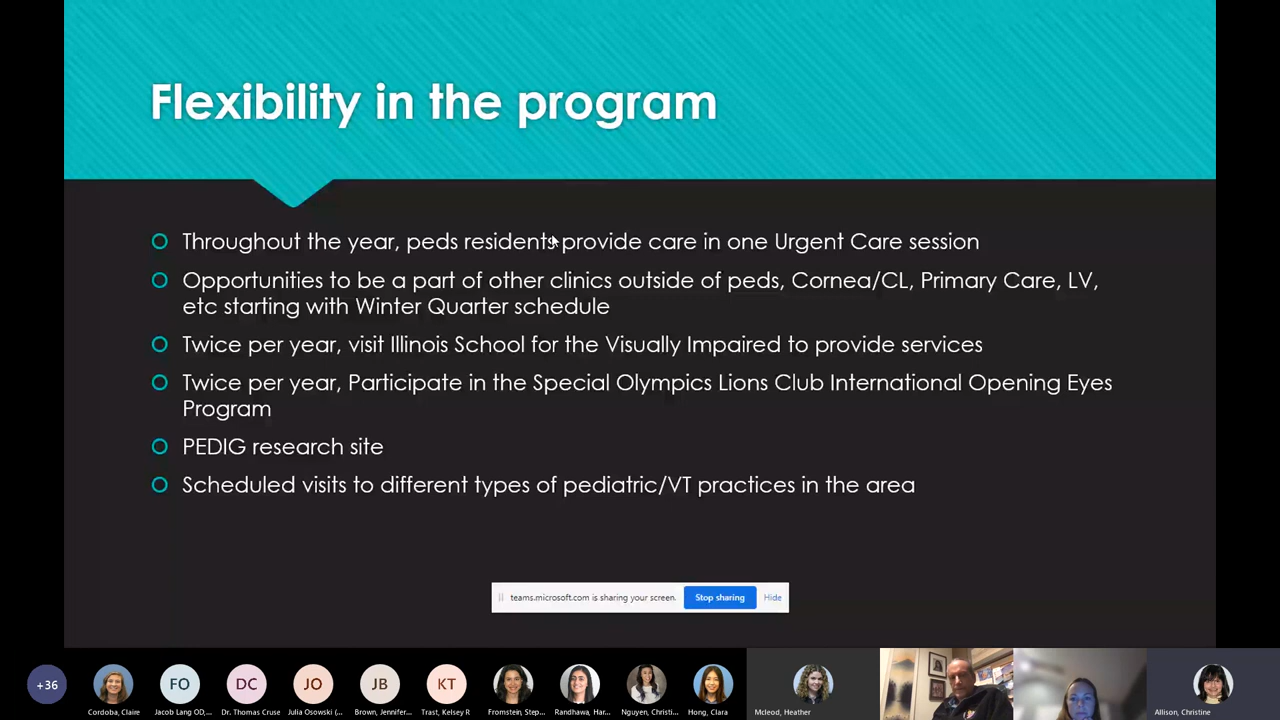 Flexibility in the program
Throughout the year, peds residents provide care in one Urgent Care session
Opportunities to be a part of other clinics outside of peds, Cornea/CL, Primary Care, LV,
etc starting with Winter Quarter schedule
Twice per year, visit Illinois School for the Visually Impaired to provide services
Twice per year, Participate in the Special Olympics Lions Club International Opening Eyes
Program
PEDIG research site
Scheduled visits to different types of pediatric/VT practices in the area
teams.microsoft.com is sharing your screen. Stop sharing Hide
+36 FO DC JO JB KT
Cordoba, Claire Jacob Lang OD,... Dr. Thomas Cruse Julia Osowski (... Brown, Jennifer... Trast, Kelsey R Fromstein, Step... Randhawa, Har... Nguyen, Christi... Hong, Clara Mcleod, Heather Allison, Christine